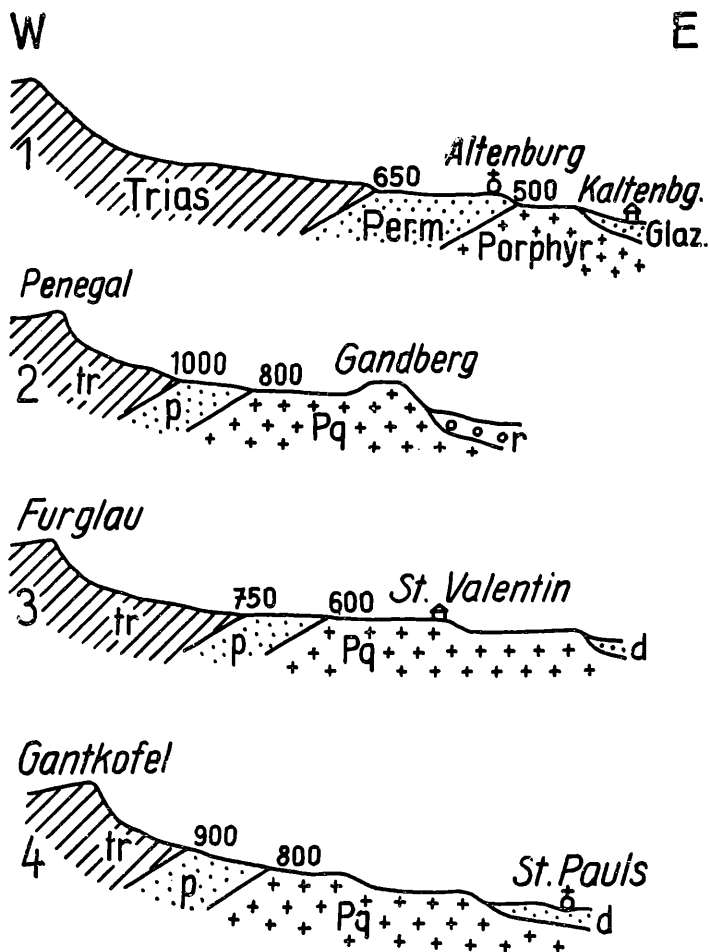 W E
Altenburg
650 500 Kaltenbg.
1 Trias Perm Porphyr Glaz.
Penegal
1000 800 Gandberg
2 tr p Pq r
Furglau
750 600 St. Valentin
3 tr p Pq d
Gantkofel
900 800 St. Pauls
4 tr p Pq d